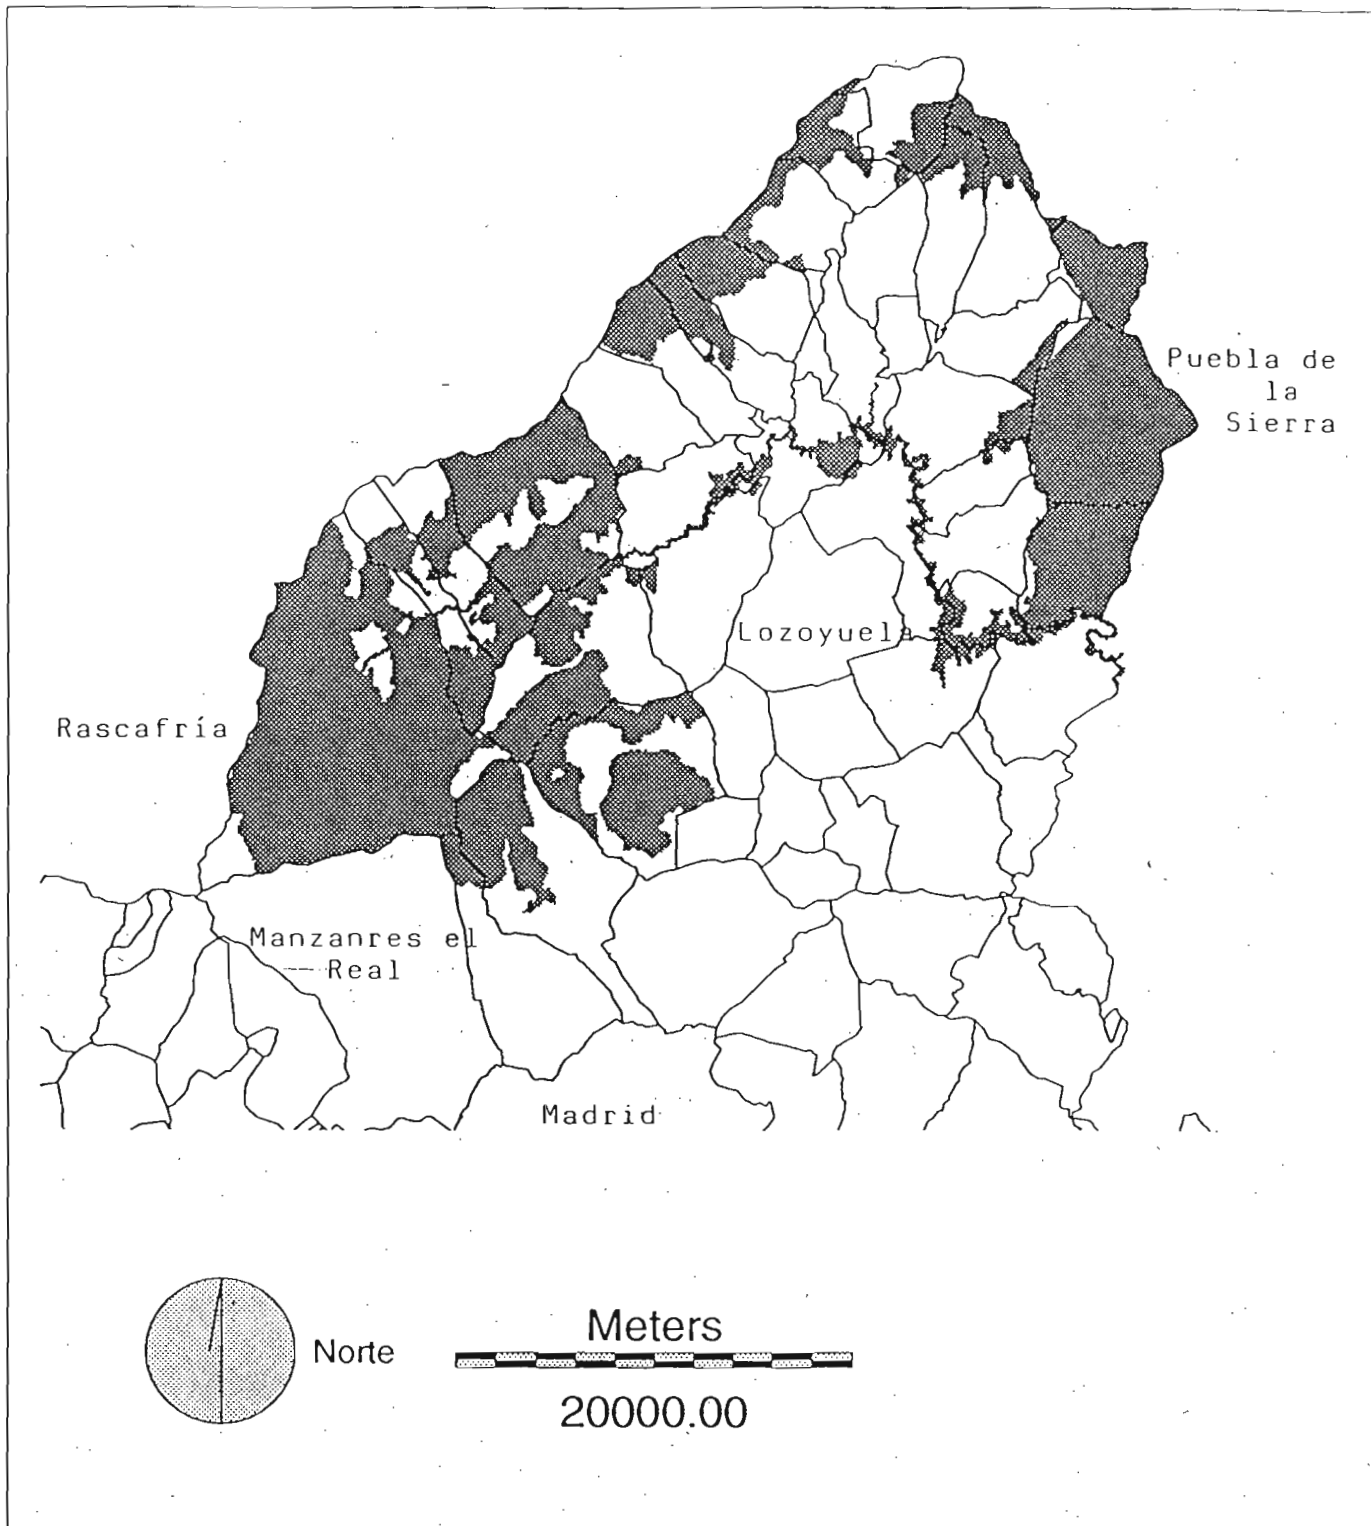 Puebla de
la
Sierra
Lozoyuela
Rascafría
Manzanres el
Real
Madrid
Norte
Meters
20000.00